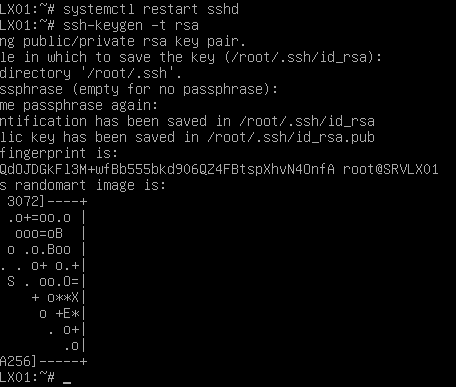 LX01:~# systemctl restart sshd
LX01:~# ssh-keygen -t rsa
ng public/private rsa key pair.
le in which to save the key (/root/.ssh/id_rsa):
directory '/root/.ssh'.
ssphrase (empty for no passphrase):
me passphrase again:
ntification has been saved in /root/.ssh/id_rsa
lic key has been saved in /root/.ssh/id_rsa.pub
fingerprint is:
QdOJDGkFl3M+wfBb555bkd906QZ4FBtspXhvN4OnfA root@SRVLX01
s randomart image is:
 3072]----+
 .o+=oo.o |
  ooo=oB  |
 o .o.Boo |
. . o+ o.+|
 S . oo.O=|
    + o**X|
     o +E*|
      . o+|
        .o|
A256]-----+
LX01:~# _